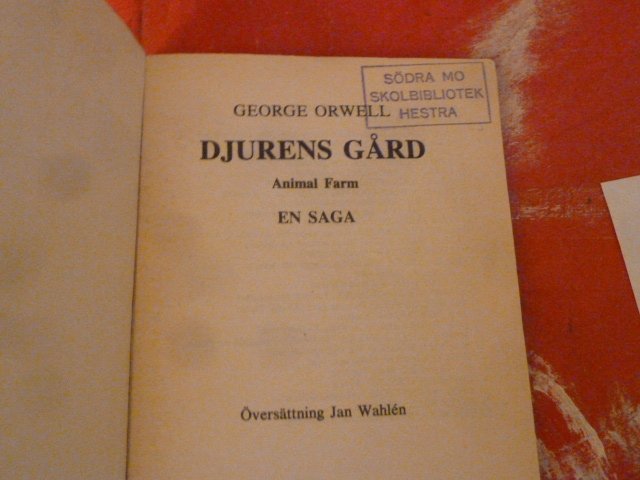 SÖDRA MO
SKOLBIBLIOTEK
HESTRA
GEORGE ORWELL
DJURENS GÅRD
Animal Farm
EN SAGA
Översättning Jan Wahlén